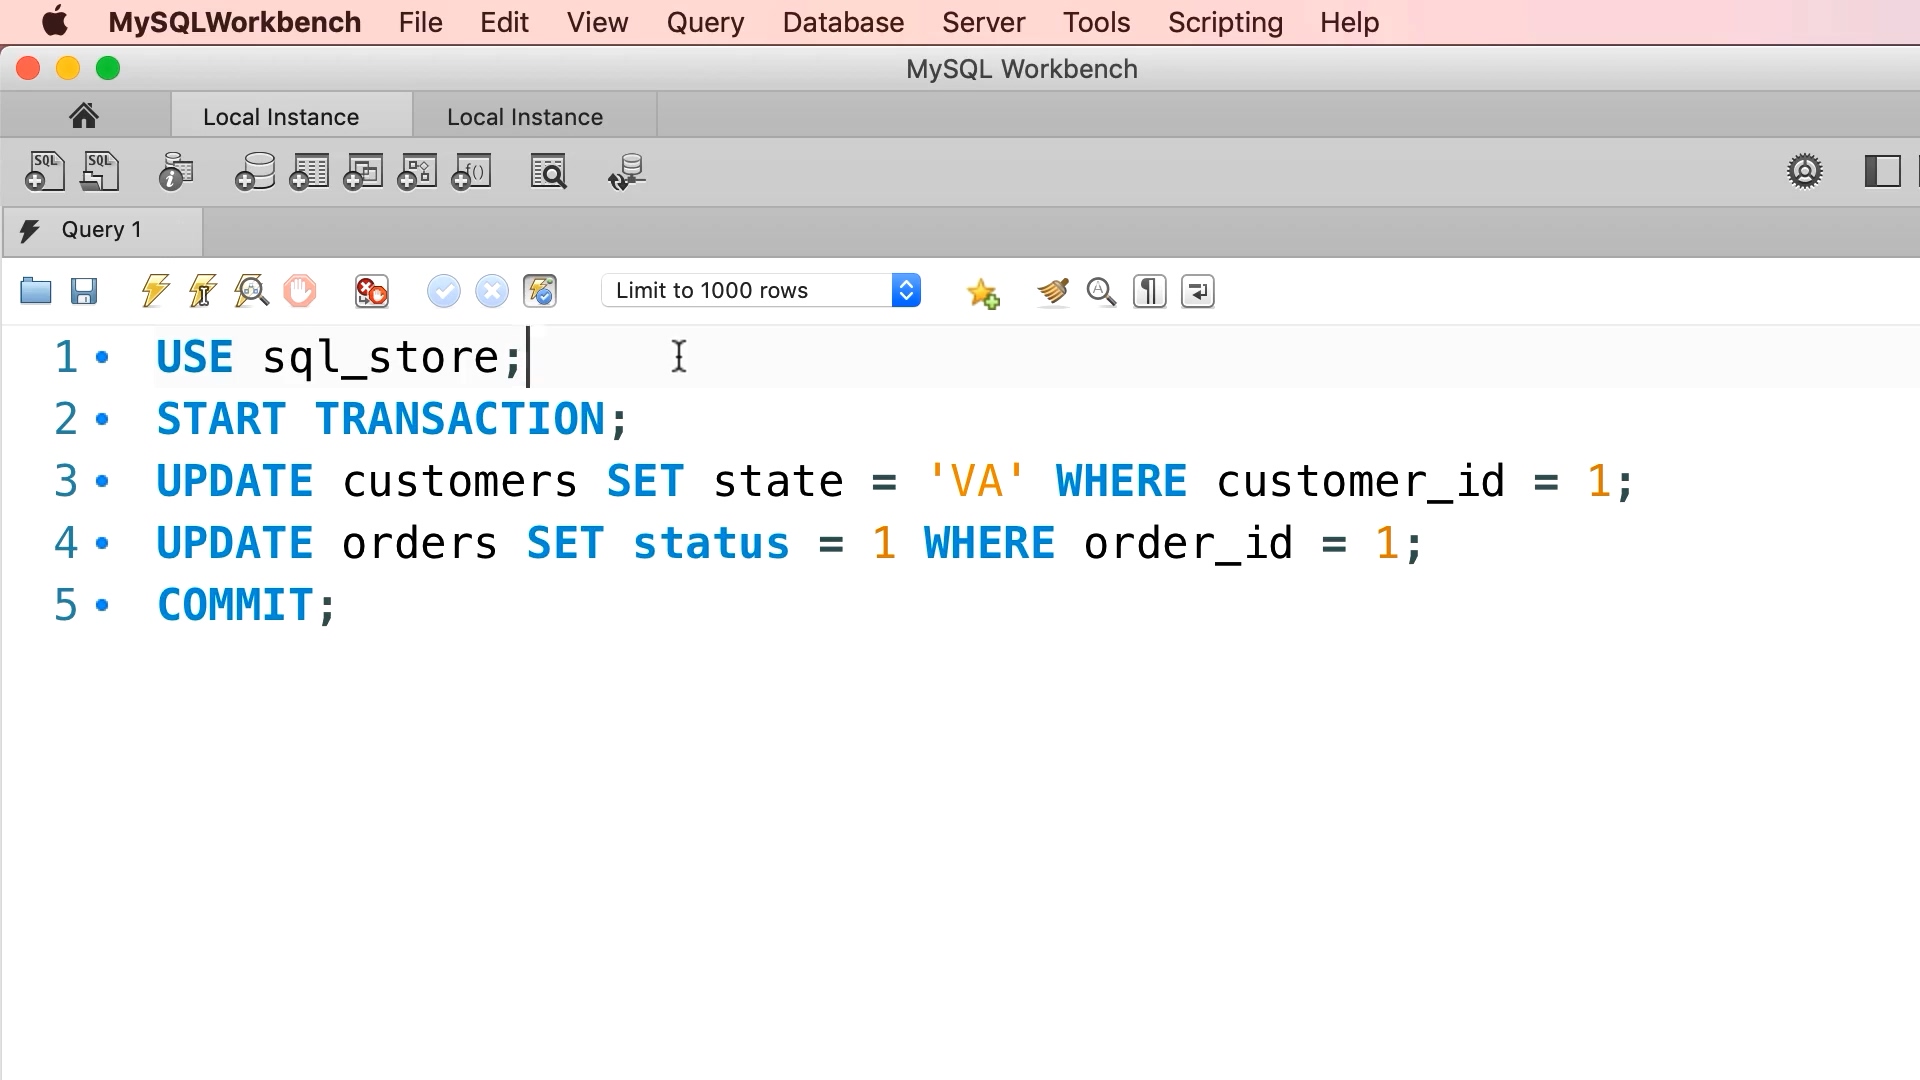 MySQLWorkbench File Edit View Query Database Server Tools Scripting Help
MySQL Workbench
Local Instance Local Instance
SQL SQL
Query 1
Limit to 1000 rows
1 USE sql_store;
2 START TRANSACTION;
3 UPDATE customers SET state = 'VA' WHERE customer_id = 1;
4 UPDATE orders SET status = 1 WHERE order_id = 1;
5 COMMIT;